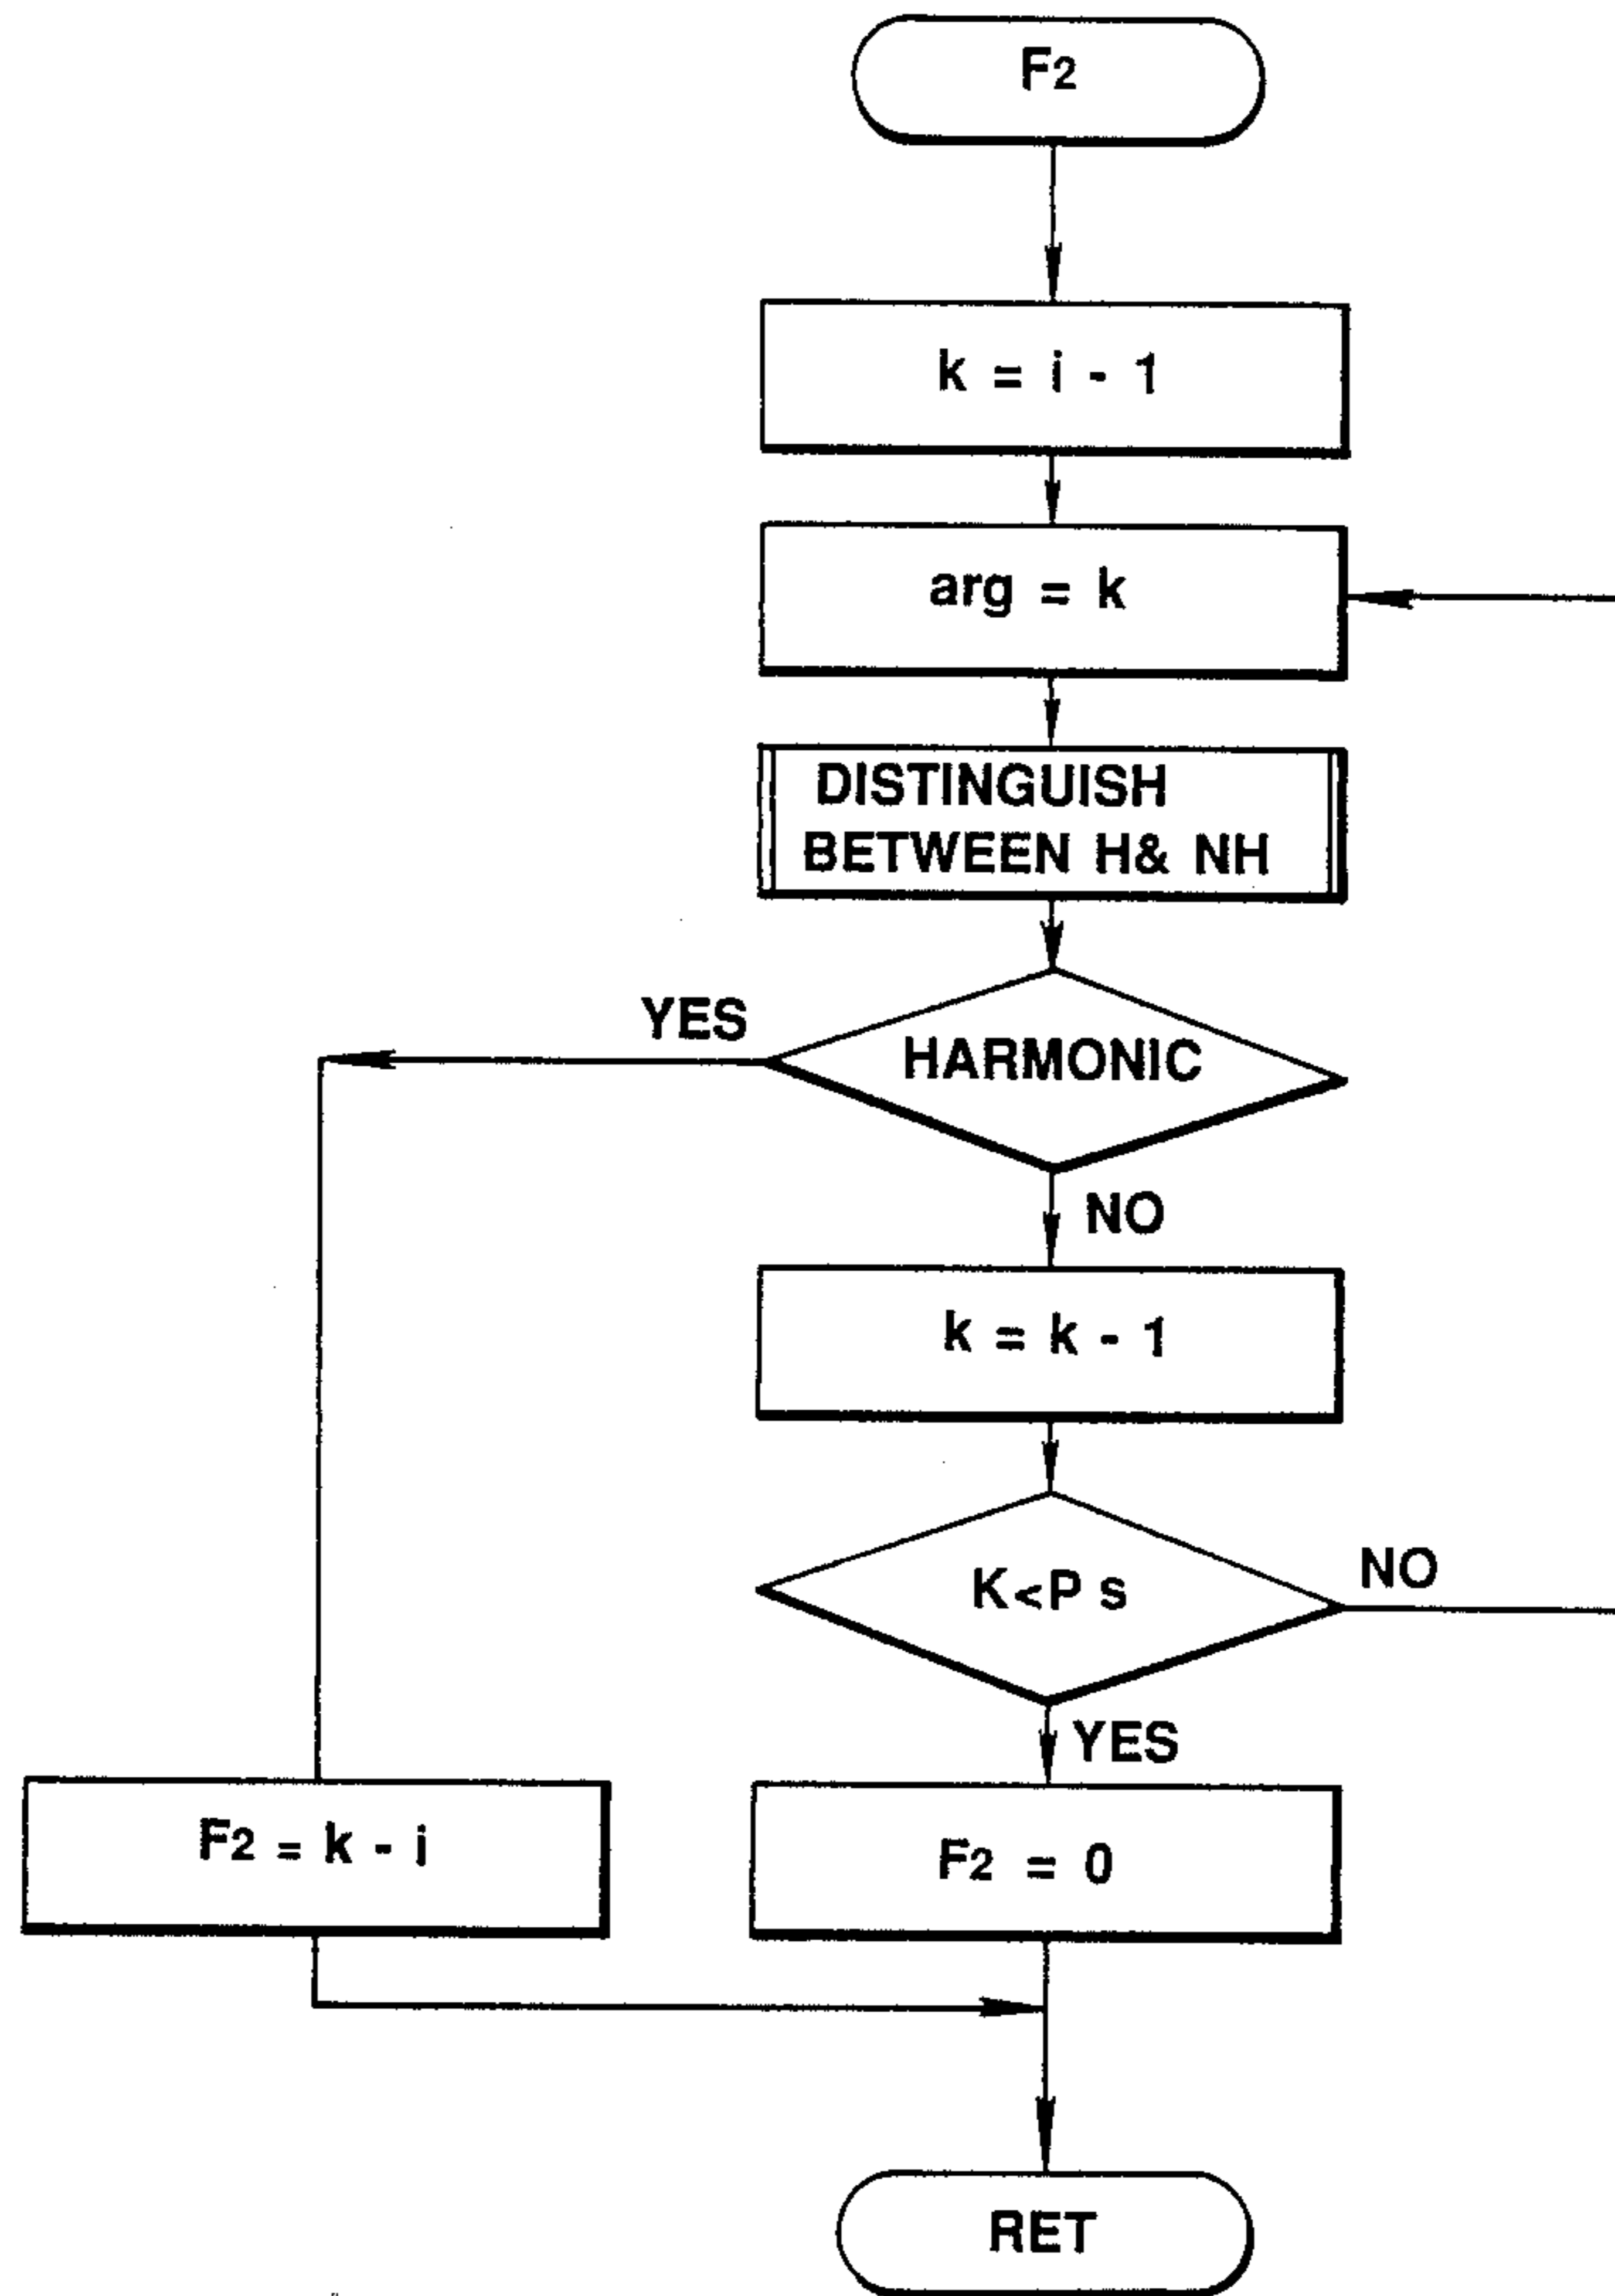 F2
k = i - 1
arg = k
DISTINGUISH
BETWEEN H& NH
YES
HARMONIC
NO
k = k - 1
K<P s
NO
YES
F2 = k - i
F2 = 0
RET